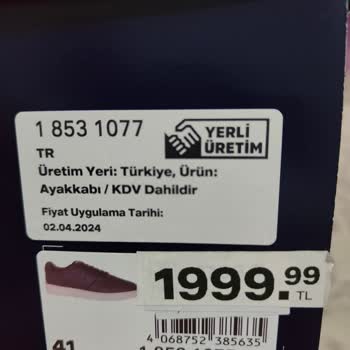 1 853 1077
YERLİ
ÜRETİM
TR
Üretim Yeri: Türkiye, Ürün:
Ayakkabı / KDV Dahildir
Fiyat Uygulama Tarihi:
02.04.2024
1999.99
TL
41
4 068752 385635